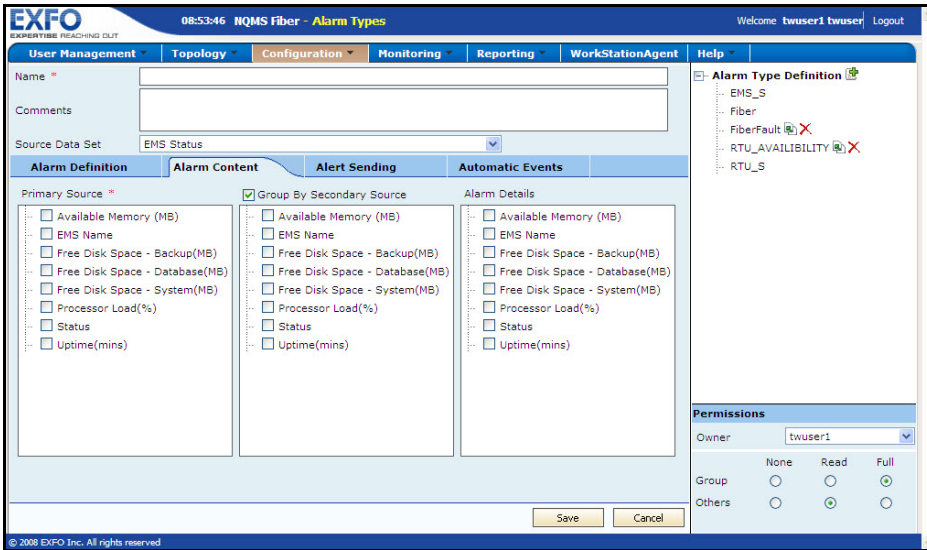 EXFO
EXPERTISE REACHING OUT
08:53:46 NQMS Fiber - Alarm Types
Welcome twuser1 twuser Logout
User Management Topology Configuration Monitoring Reporting WorkStationAgent Help
Name *
Comments
Source Data Set EMS Status
Alarm Definition Alarm Content Alert Sending Automatic Events
Primary Source *
Available Memory (MB)
EMS Name
Free Disk Space - Backup(MB)
Free Disk Space - Database(MB)
Free Disk Space - System(MB)
Processor Load(%)
Status
Uptime(mins)
Group By Secondary Source
Available Memory (MB)
EMS Name
Free Disk Space - Backup(MB)
Free Disk Space - Database(MB)
Free Disk Space - System(MB)
Processor Load(%)
Status
Uptime(mins)
Alarm Details
Available Memory (MB)
EMS Name
Free Disk Space - Backup(MB)
Free Disk Space - Database(MB)
Free Disk Space - System(MB)
Processor Load(%)
Status
Uptime(mins)
Save Cancel
Alarm Type Definition
EMS_S
Fiber
FiberFault
RTU_AVAILIBILITY
RTU_S
Permissions
Owner twuser1
None Read Full
Group
Others
© 2008 EXFO Inc. All rights reserved